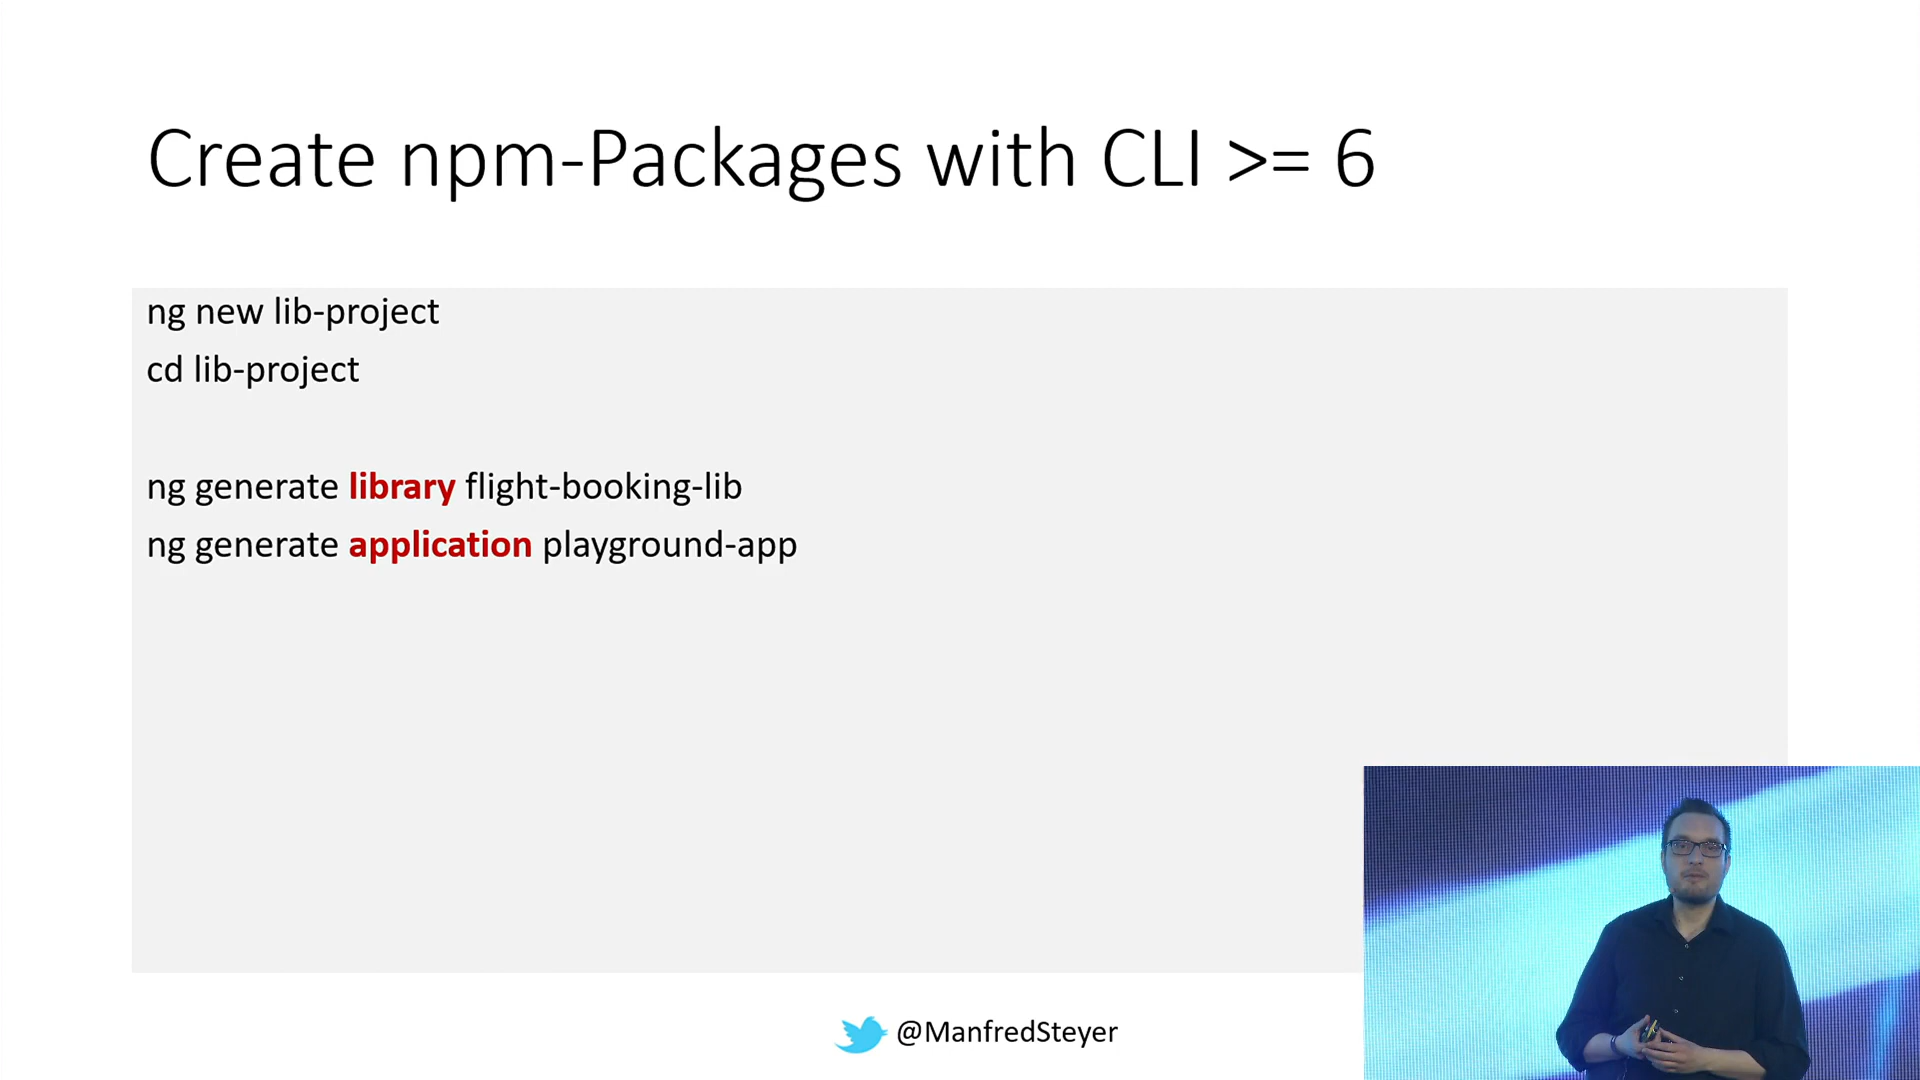 Create npm-Packages with CLI >= 6
ng new lib-project
cd lib-project
ng generate library flight-booking-lib
ng generate application playground-app
@ManfredSteyer